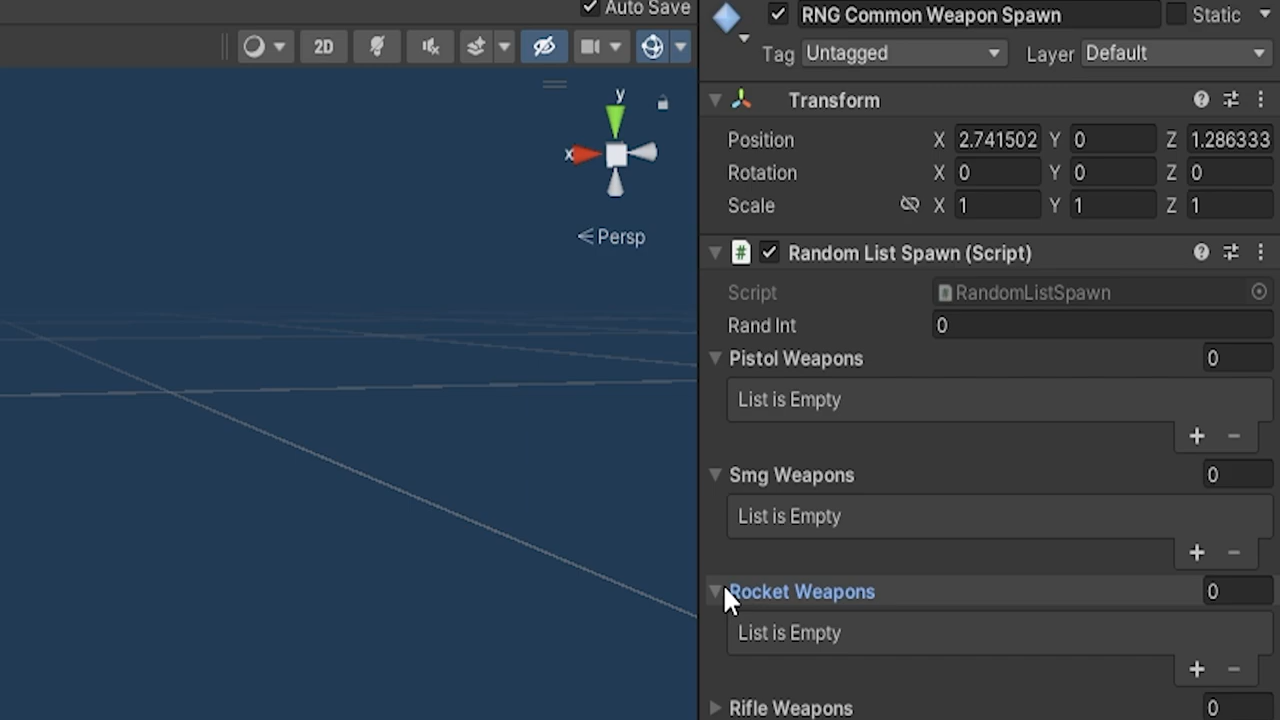 Auto Save
2D
y
x
Persp
RNG Common Weapon Spawn
Static
Tag Untagged Layer Default
Transform
Position X 2.741502 Y 0 Z 1.286333
Rotation X 0 Y 0 Z 0
Scale X 1 Y 1 Z 1
# Random List Spawn (Script)
Script RandomListSpawn
Rand Int 0
Pistol Weapons 0
List is Empty
+ −
Smg Weapons 0
List is Empty
+ −
Rocket Weapons 0
List is Empty
+ −
Rifle Weapons 0